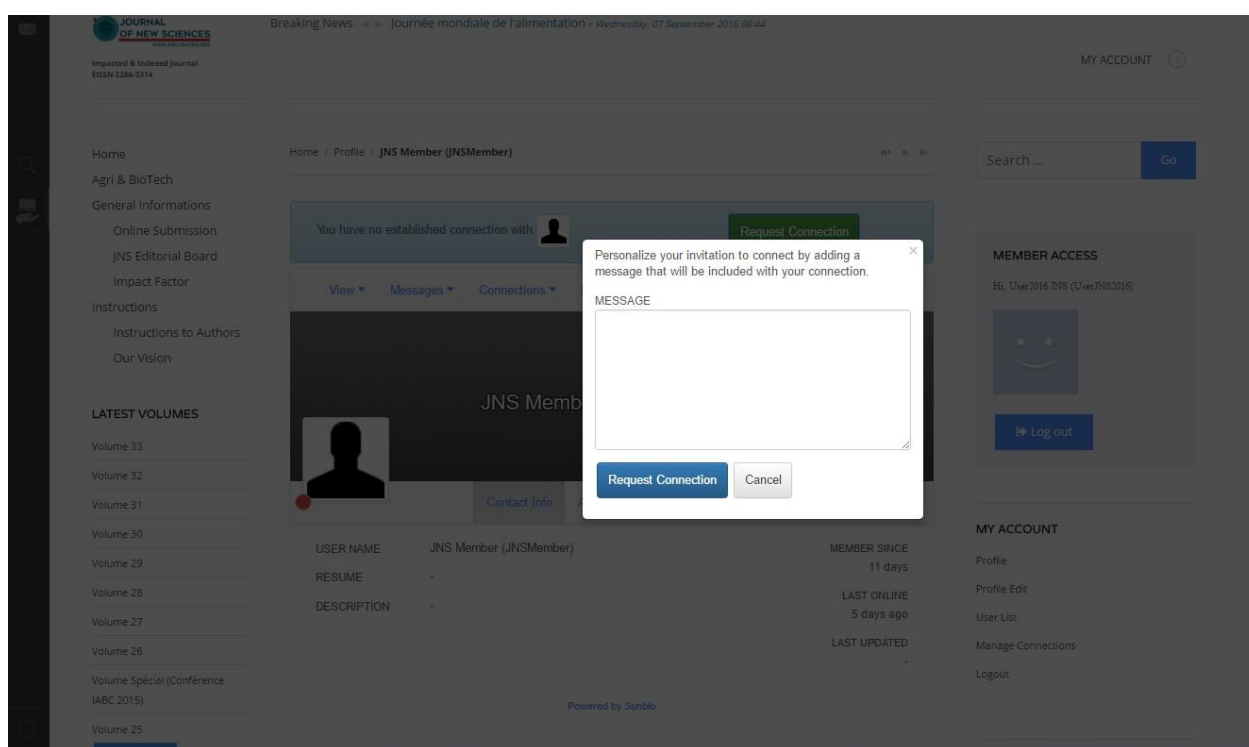 JOURNAL
OF NEW SCIENCES
Impacted & Indexed Journal
EISSN 2286-5314
Breaking News
Journée mondiale de l'alimentation - Wednesday, 07 September 2016 08:44
MY ACCOUNT
Home
Agri & BioTech
General Informations
Online Submission
JNS Editorial Board
Impact Factor
Instructions
Instructions to Authors
Our Vision
LATEST VOLUMES
Volume 33
Volume 32
Volume 31
Volume 30
Volume 29
Volume 28
Volume 27
Volume 26
Volume Spécial (Conférence
IABC 2015)
Volume 25
Home / Profile / JNS Member (JNSMember)
You have no established connection with
Request Connection
View
Messages
Connections
JNS Memb
Contact Info
USER NAME JNS Member (JNSMember)
RESUME -
DESCRIPTION -
MEMBER SINCE
11 days
LAST ONLINE
5 days ago
LAST UPDATED
-
Powered by Sunblo
Personalize your invitation to connect by adding a
message that will be included with your connection.
×
MESSAGE
Request Connection
Cancel
Search ...
Go
MEMBER ACCESS
Hi, User2016 JNS (UserJNS2016)
Log out
MY ACCOUNT
Profile
Profile Edit
User List
Manage Connections
Logout